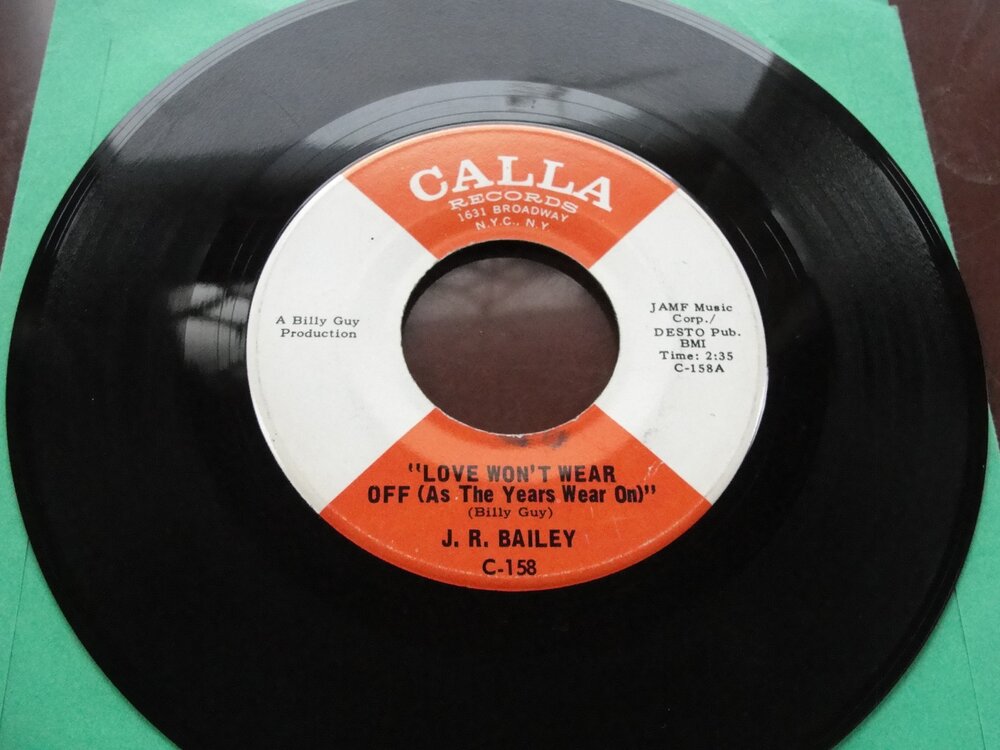 CALLA
RECORDS
1631 BROADWAY
N.Y.C., N.Y
A Billy Guy
Production
JAMF Music
Corp./
DESTO Pub.
BMI
Time: 2:35
C-158A
"LOVE WON'T WEAR
OFF (As The Years Wear On)"
(Billy Guy)
J. R. BAILEY
C-158